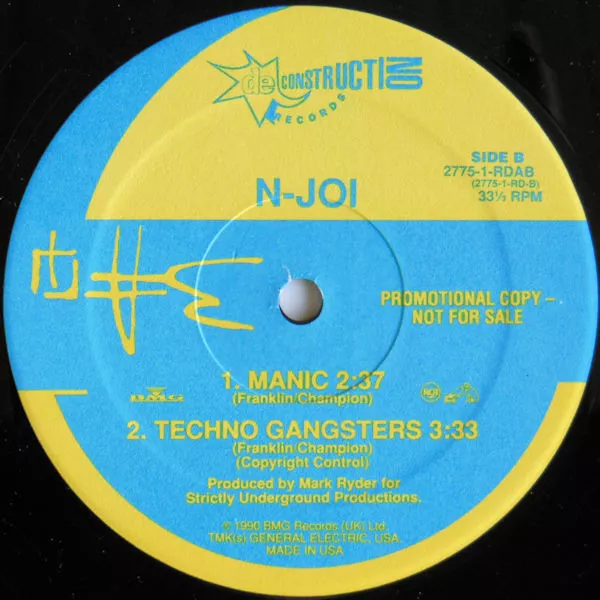 deCONSTRUCTION
RECORDS
SIDE B
2775-1-RDAB
(2775-1-RD-B)
33⅓ RPM
N-JOI
PROMOTIONAL COPY –
NOT FOR SALE
1. MANIC 2:37
(Franklin/Champion)
BMG
RCA
2. TECHNO GANGSTERS 3:33
(Franklin/Champion)
(Copyright Control)
Produced by Mark Ryder for
Strictly Underground Productions.
© 1990 BMG Records (UK) Ltd.
TMK(s) GENERAL ELECTRIC, USA.
MADE IN USA